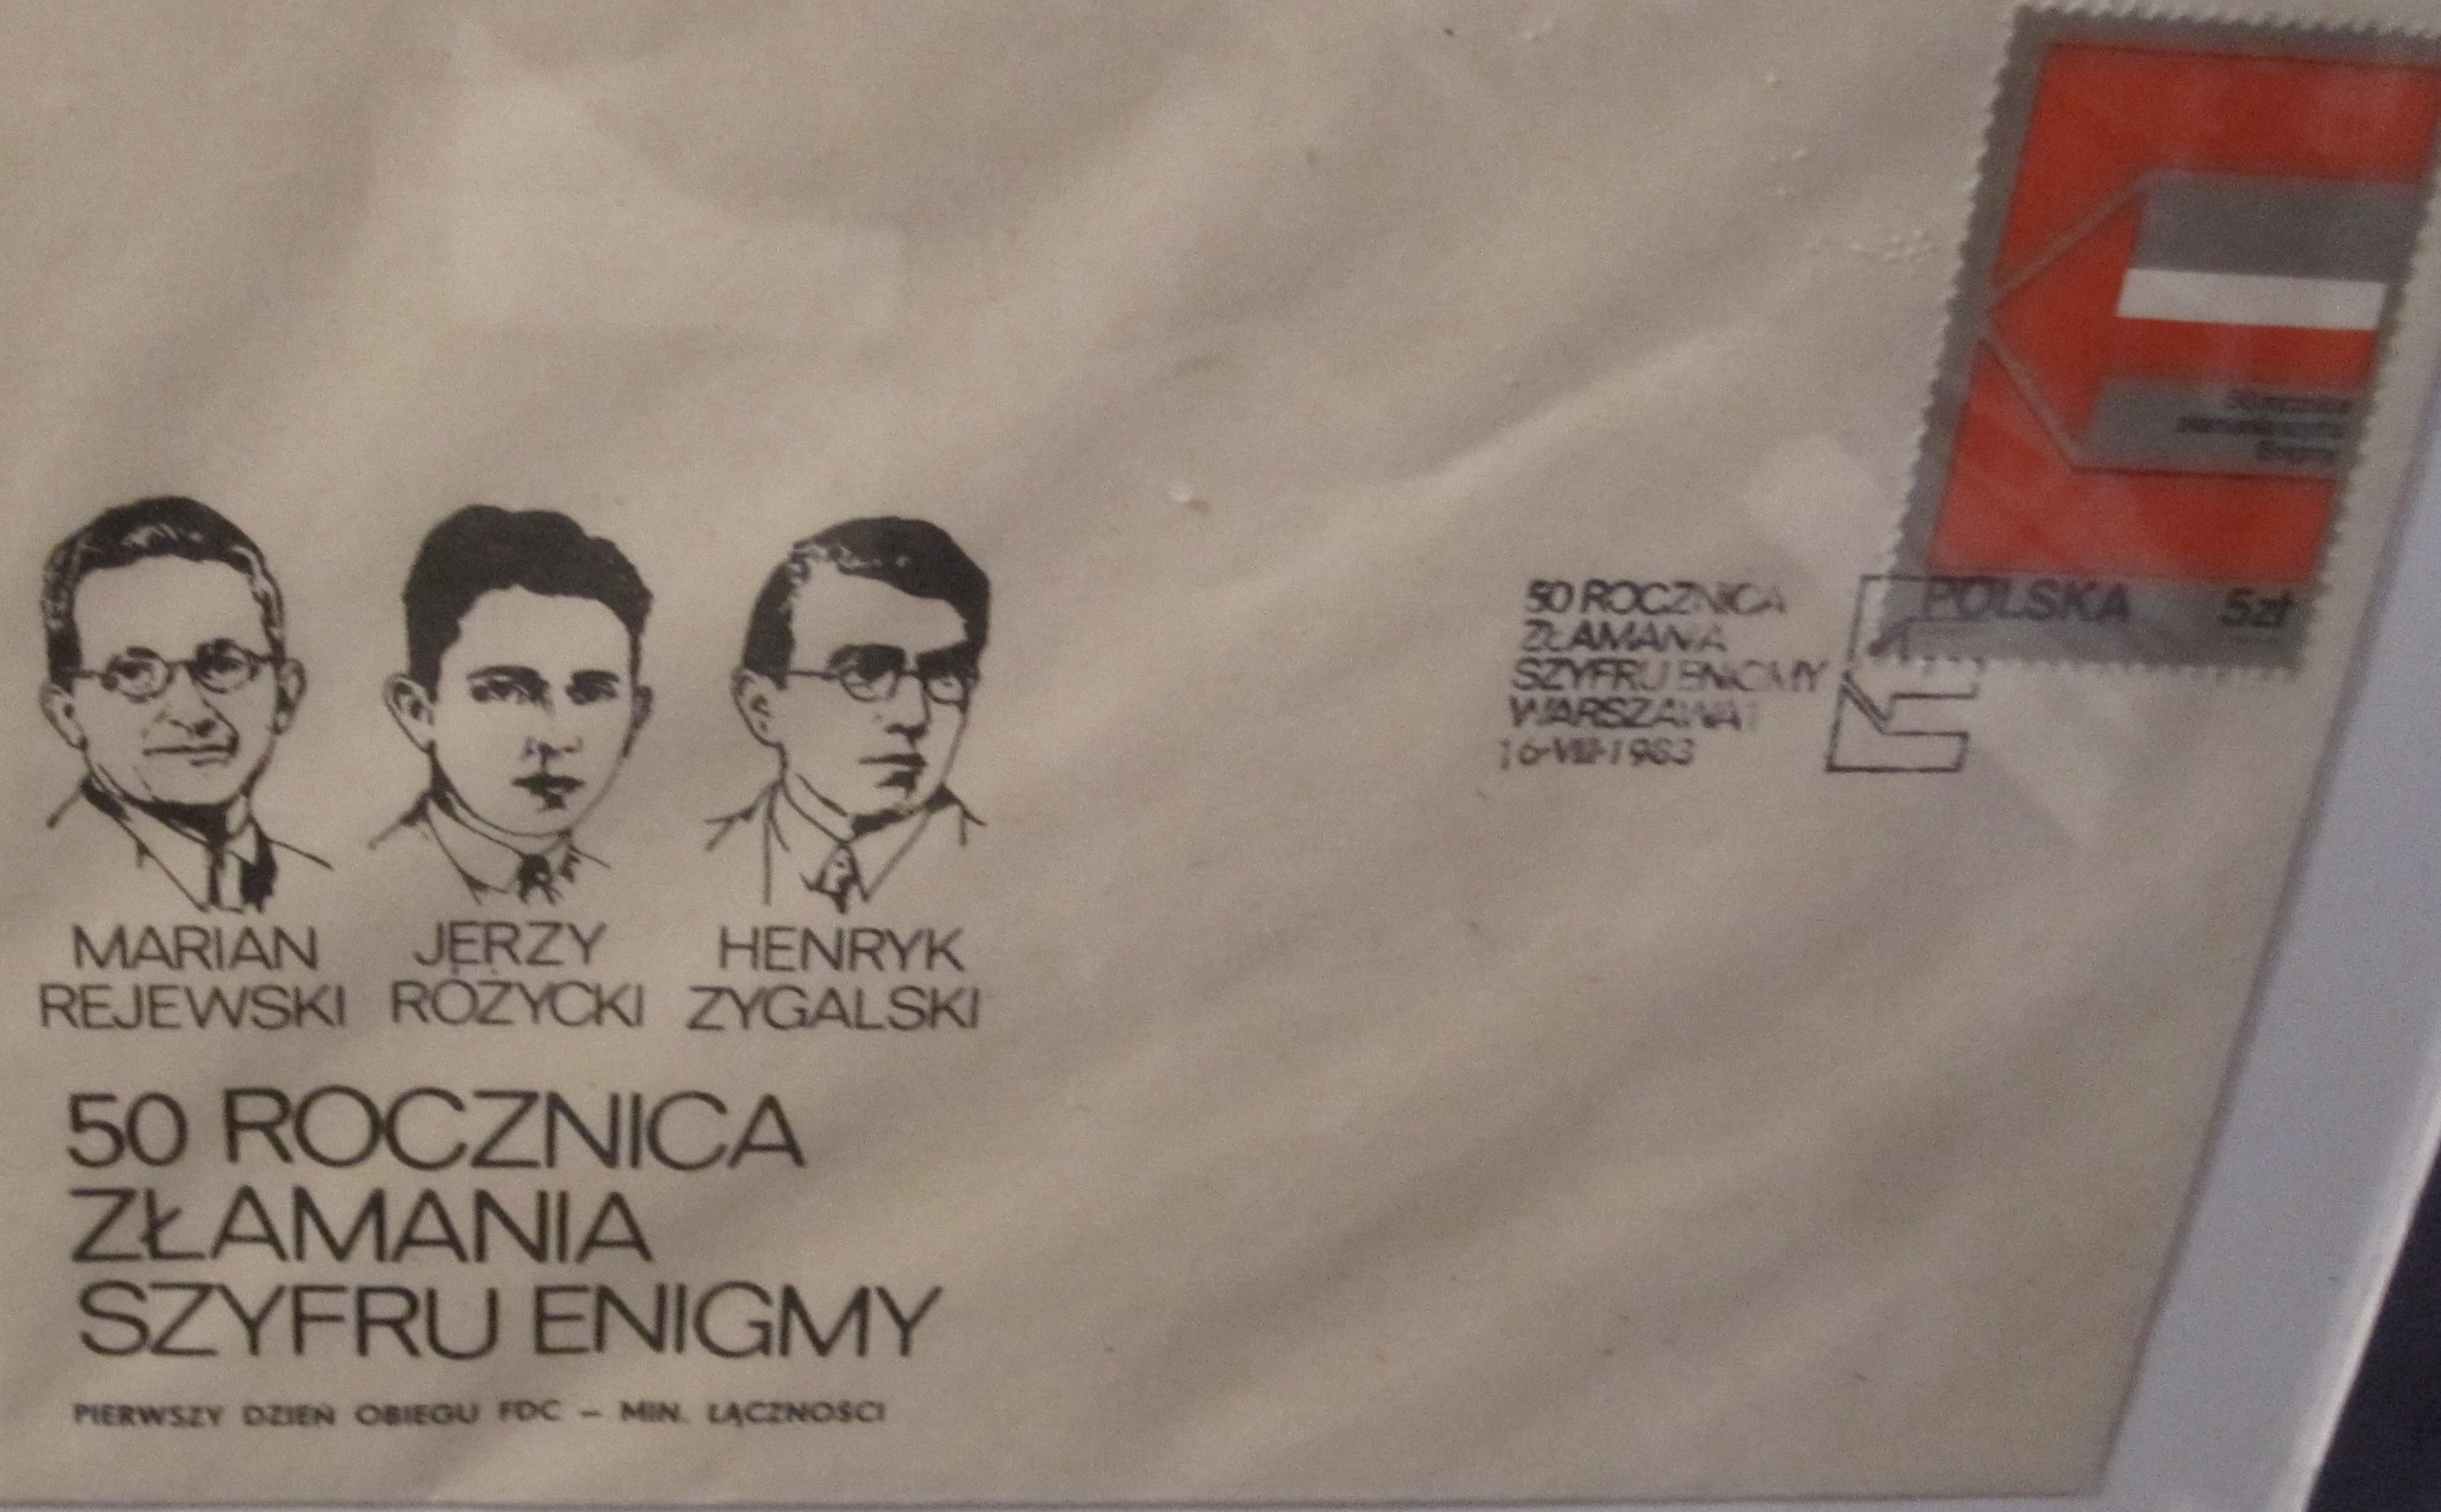 MARIAN
REJEWSKI
JERZY
RÓŻYCKI
HENRYK
ZYGALSKI
50 ROCZNICA
ZŁAMANIA
SZYFRU ENIGMY
PIERWSZY DZIEŃ OBIEGU FDC – MIN. ŁĄCZNOŚCI
50 ROCZNICA
ZŁAMANIA
SZYFRU ENIGMY
WARSZAWA 1
16-VIII-1983
POLSKA 5zł